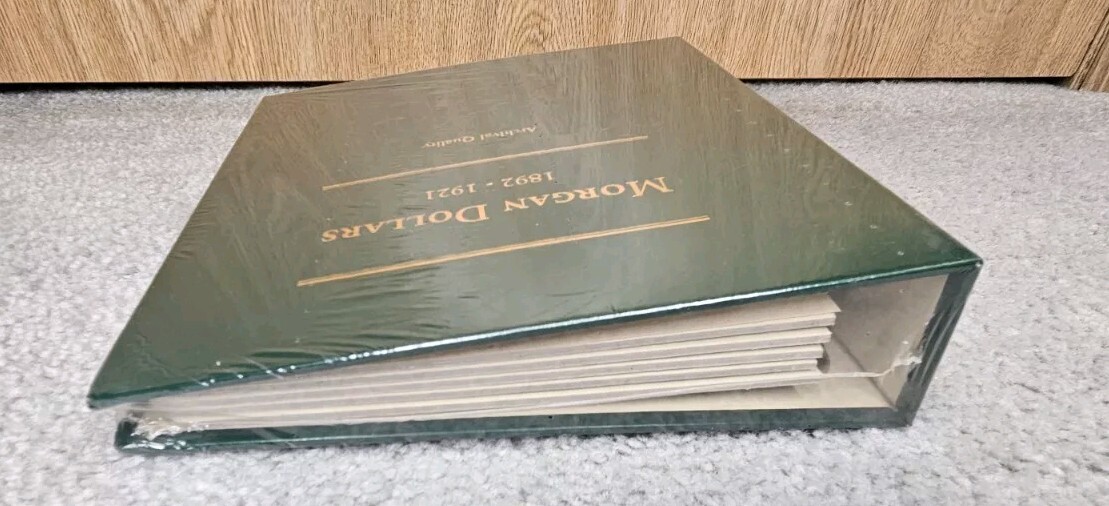 Morgan Dollars
1892 - 1921
Archival Quality